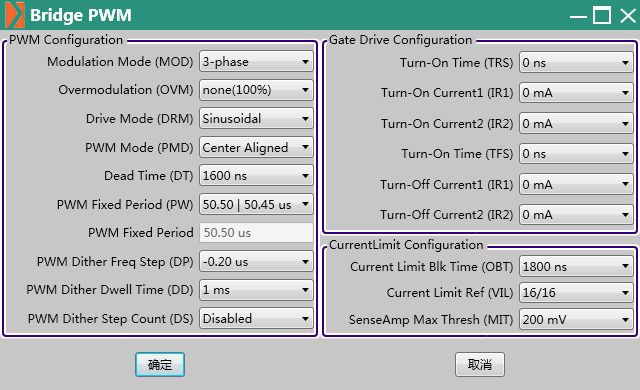 Bridge PWM
PWM Configuration
Modulation Mode (MOD) 3-phase
Overmodulation (OVM) none(100%)
Drive Mode (DRM) Sinusoidal
PWM Mode (PMD) Center Aligned
Dead Time (DT) 1600 ns
PWM Fixed Period (PW) 50.50 | 50.45 us
PWM Fixed Period 50.50 us
PWM Dither Freq Step (DP) -0.20 us
PWM Dither Dwell Time (DD) 1 ms
PWM Dither Step Count (DS) Disabled
Gate Drive Configuration
Turn-On Time (TRS) 0 ns
Turn-On Current1 (IR1) 0 mA
Turn-On Current2 (IR2) 0 mA
Turn-On Time (TFS) 0 ns
Turn-Off Current1 (IR1) 0 mA
Turn-Off Current2 (IR2) 0 mA
CurrentLimit Configuration
Current Limit Blk Time (OBT) 1800 ns
Current Limit Ref (VIL) 16/16
SenseAmp Max Thresh (MIT) 200 mV
确定
取消